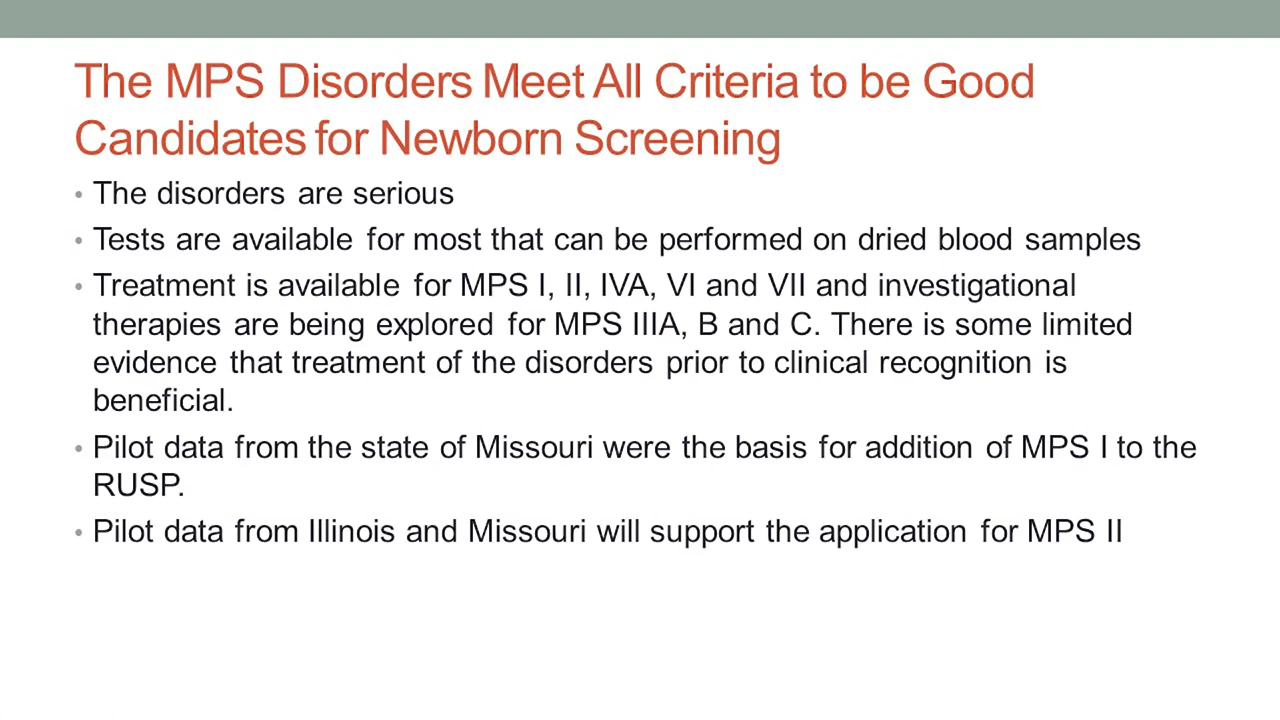 The MPS Disorders Meet All Criteria to be Good
Candidates for Newborn Screening
• The disorders are serious
• Tests are available for most that can be performed on dried blood samples
• Treatment is available for MPS I, II, IVA, VI and VII and investigational
therapies are being explored for MPS IIIA, B and C. There is some limited
evidence that treatment of the disorders prior to clinical recognition is
beneficial.
• Pilot data from the state of Missouri were the basis for addition of MPS I to the
RUSP.
• Pilot data from Illinois and Missouri will support the application for MPS II